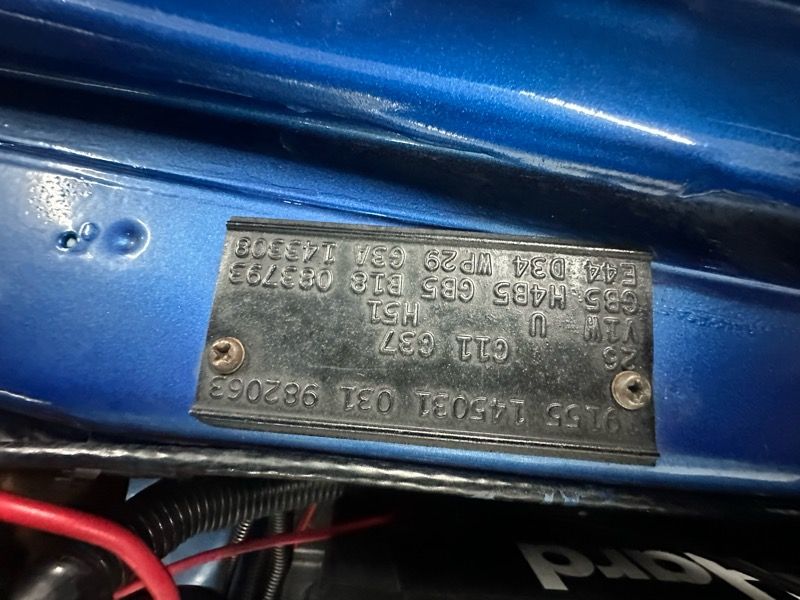 ard
9155 145031 031 982063
26 C11 G37
V1W U H51
GB5 H4B5 GB5 B18 083793
E44 D34 WP29 G3A 143308